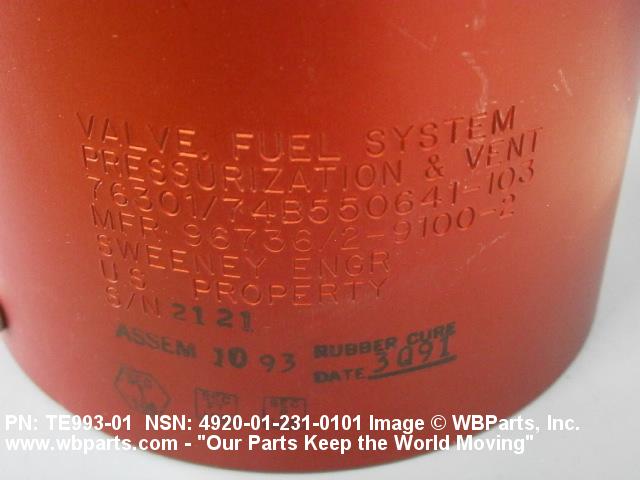 VALVE, FUEL SYSTEM
PRESSURIZATION & VENT
76301/74B550641-103
MFR. 96736/2-9100-2
SWEENEY ENGR
U.S. PROPERTY
S/N 2121
ASSEM 10 93 RUBBER CURE
DATE 3Q91
PN: TE993-01 NSN: 4920-01-231-0101 Image © WBParts, Inc.
www.wbparts.com - "Our Parts Keep the World Moving"